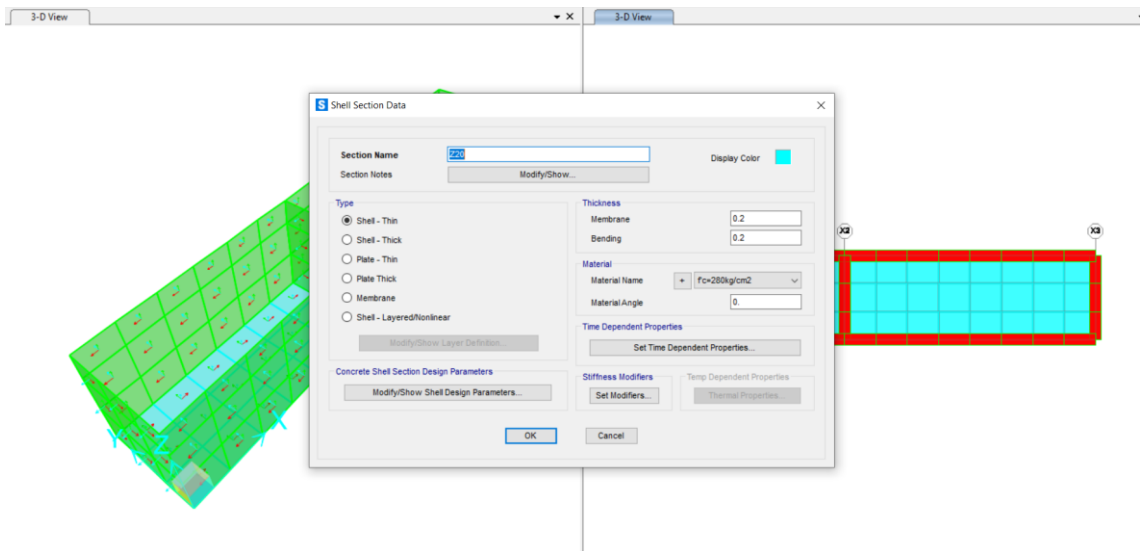 3-D View
3-D View
Shell Section Data
Section Name
Z20
Display Color
Section Notes
Modify/Show...
Type
Shell - Thin
Shell - Thick
Plate - Thin
Plate Thick
Membrane
Shell - Layered/Nonlinear
Modify/Show Layer Definition...
Concrete Shell Section Design Parameters
Modify/Show Shell Design Parameters...
Thickness
Membrane 0.2
Bending 0.2
Material
Material Name + f'c=280kg/cm2
Material Angle 0.
Time Dependent Properties
Set Time Dependent Properties...
Stiffness Modifiers
Set Modifiers...
Temp Dependent Properties
Thermal Properties...
OK
Cancel
X2
X3
Y
Z
X